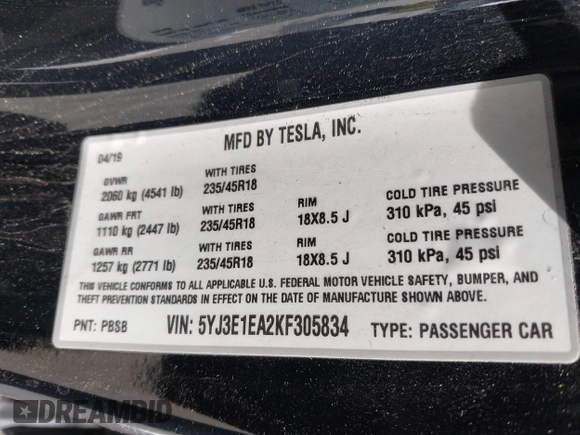 MFD BY TESLA, INC.
04/19
GVWR WITH TIRES
2060 kg (4541 lb) 235/45R18
GAWR FRT WITH TIRES RIM COLD TIRE PRESSURE
1110 kg (2447 lb) 235/45R18 18X8.5 J 310 kPa, 45 psi
GAWR RR WITH TIRES RIM COLD TIRE PRESSURE
1257 kg (2771 lb) 235/45R18 18X8.5 J 310 kPa, 45 psi
THIS VEHICLE CONFORMS TO ALL APPLICABLE U.S. FEDERAL MOTOR VEHICLE SAFETY, BUMPER, AND
THEFT PREVENTION STANDARDS IN EFFECT ON THE DATE OF MANUFACTURE SHOWN ABOVE.
PNT: PBSB VIN: 5YJ3E1EA2KF305834 TYPE: PASSENGER CAR
DREAMBID